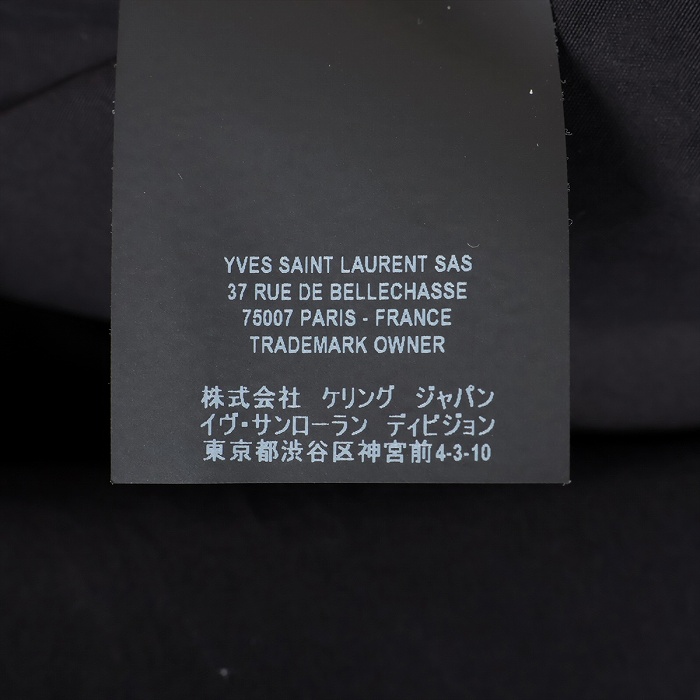 YVES SAINT LAURENT SAS
37 RUE DE BELLECHASSE
75007 PARIS - FRANCE
TRADEMARK OWNER
株式会社 ケリング ジャパン
イヴ・サンローラン ディビジョン
東京都渋谷区神宮前4-3-10